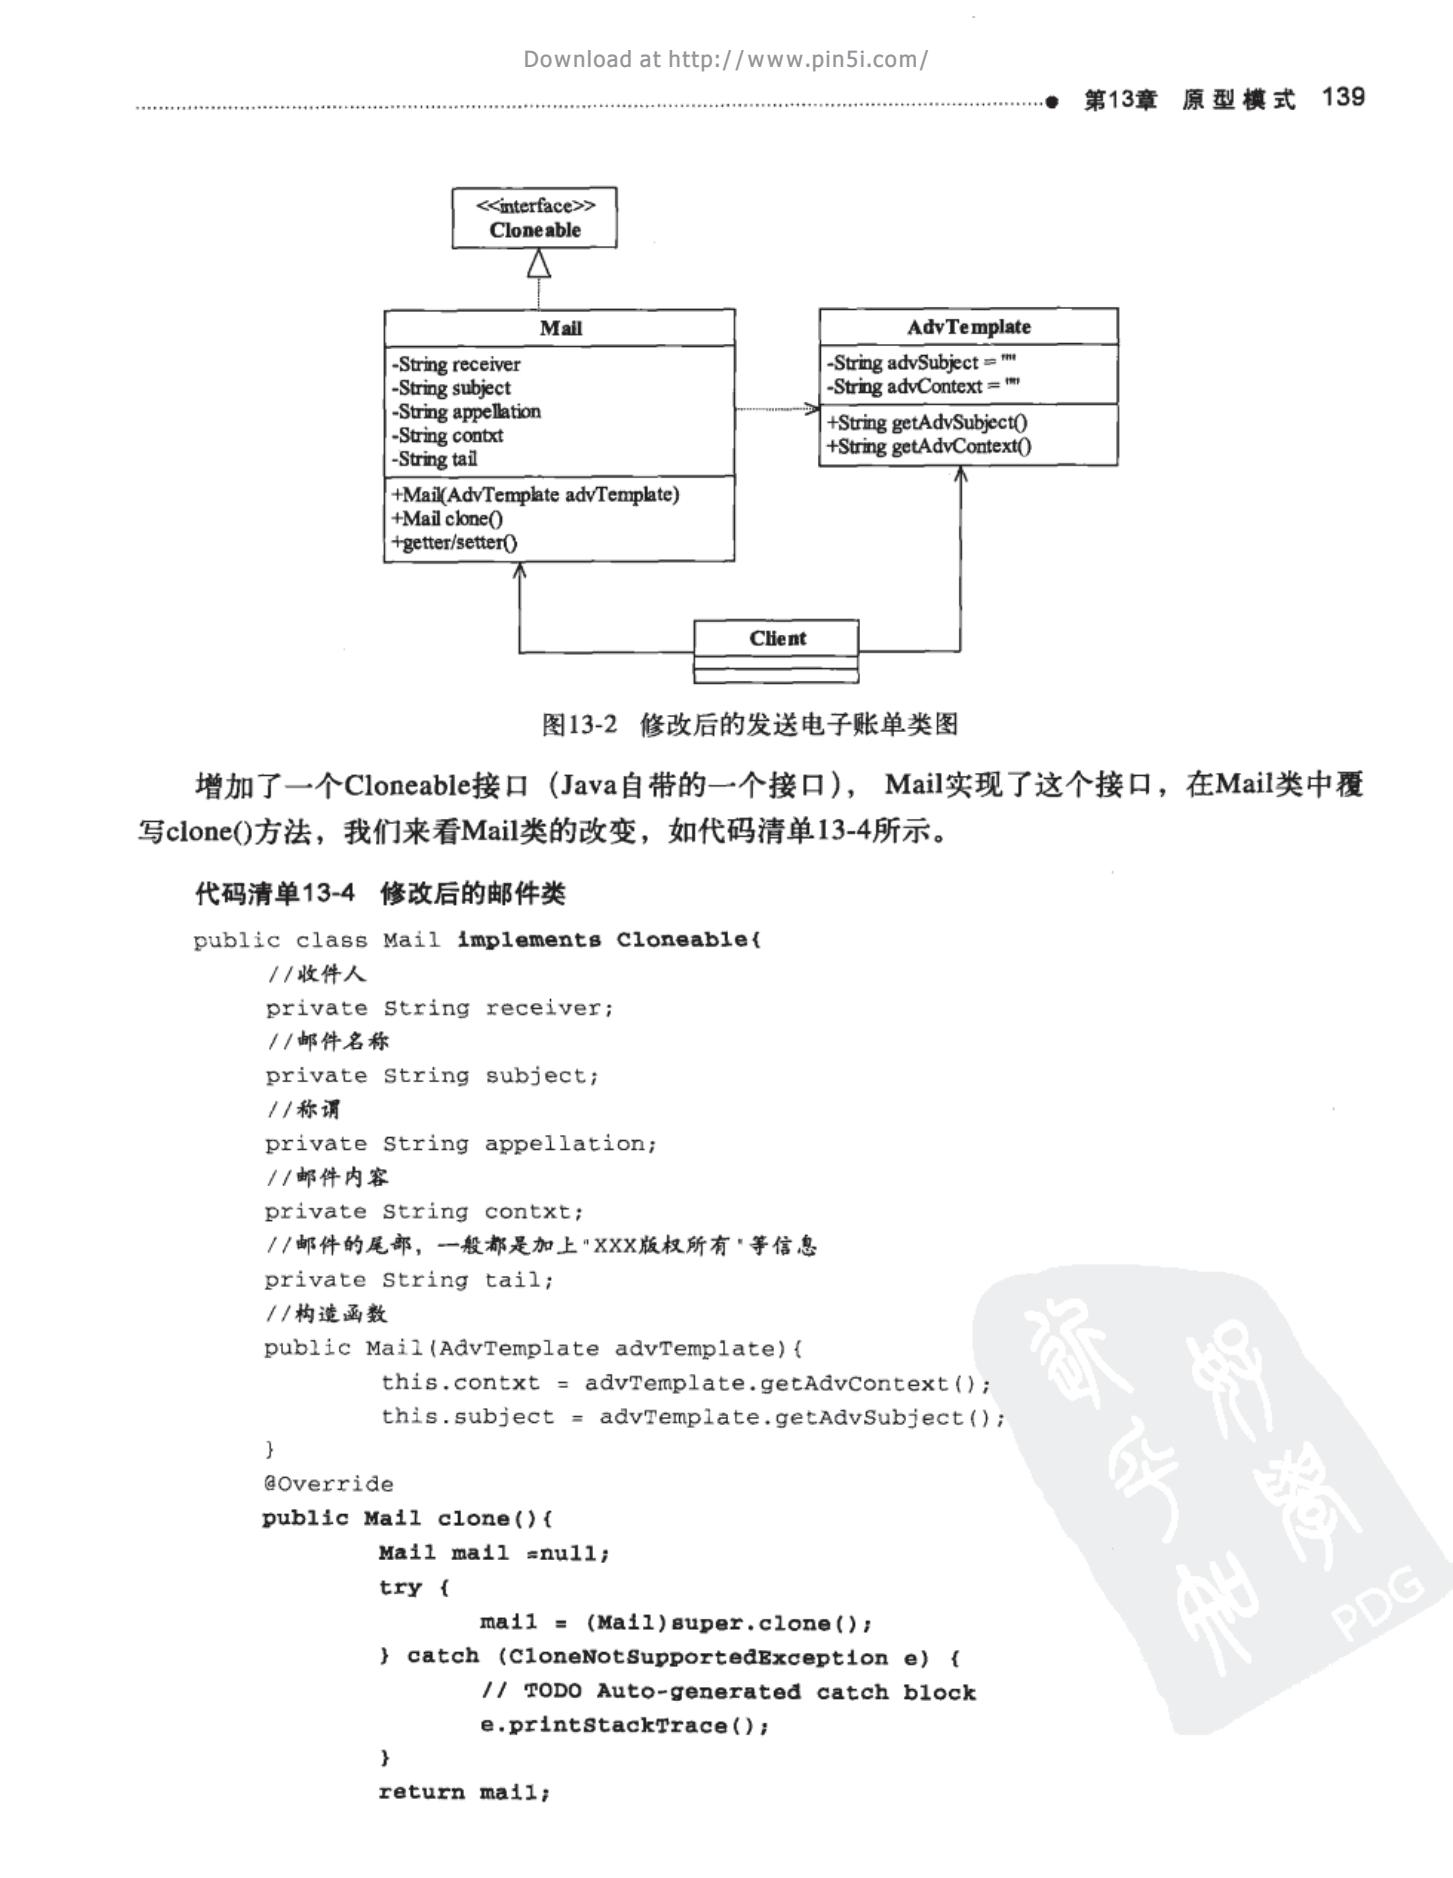 Download at http://www.pin5i.com/
第13章 原型模式 139
<<interface>>
Cloneable
Mail
-String receiver
-String subject
-String appellation
-String contxt
-String tail
+Mail(AdvTemplate advTemplate)
+Mail clone()
+getter/setter()
AdvTemplate
-String advSubject = ""
-String advContext = ""
+String getAdvSubject()
+String getAdvContext()
Client
图13-2 修改后的发送电子账单类图
增加了一个Cloneable接口（Java自带的一个接口）， Mail实现了这个接口，在Mail类中覆
写clone()方法，我们来看Mail类的改变，如代码清单13-4所示。
代码清单13-4 修改后的邮件类
public class Mail implements Cloneable{
//收件人
private String receiver;
//邮件名称
private String subject;
//称谓
private String appellation;
//邮件内容
private String contxt;
//邮件的尾部，一般都是加上"XXX版权所有"等信息
private String tail;
//构造函数
public Mail(AdvTemplate advTemplate){
this.contxt = advTemplate.getAdvContext();
this.subject = advTemplate.getAdvSubject();
}
@Override
public Mail clone(){
Mail mail =null;
try {
mail = (Mail)super.clone();
} catch (CloneNotSupportedException e) {
// TODO Auto-generated catch block
e.printStackTrace();
}
return mail;
PDG